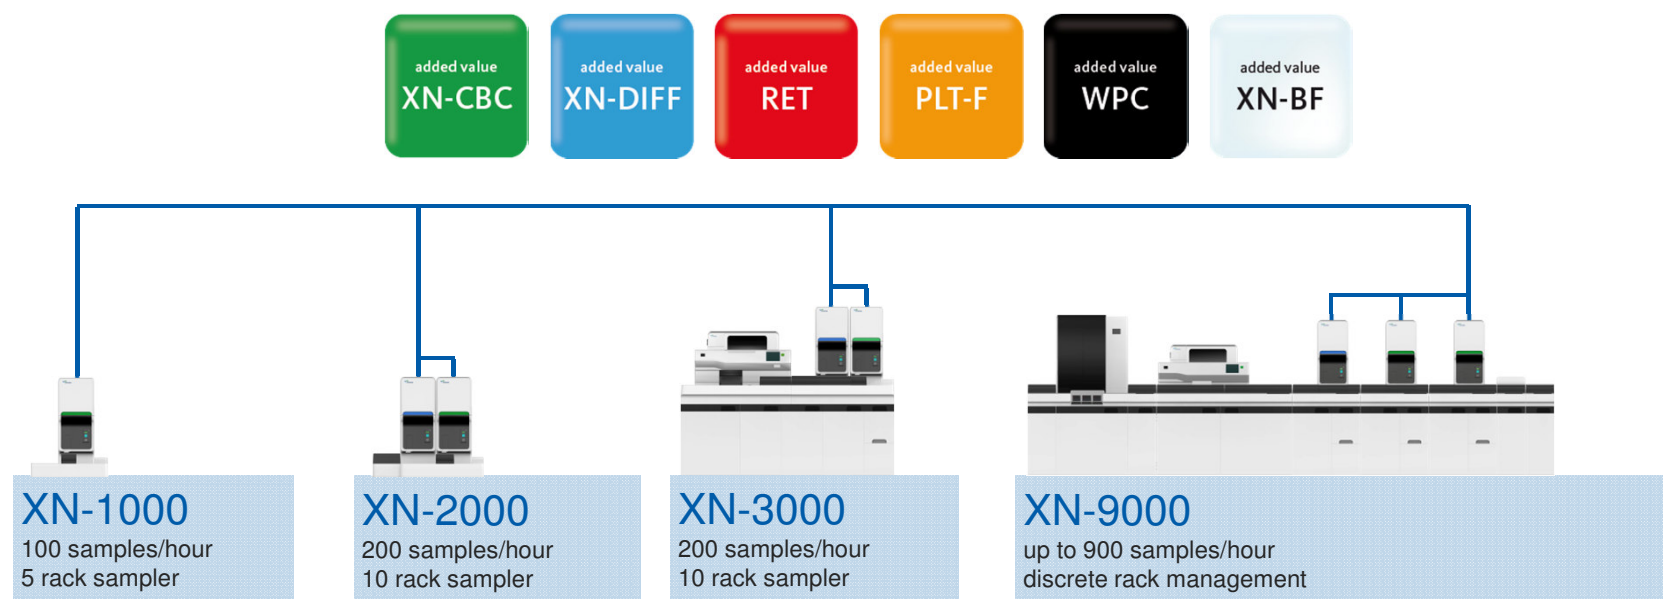 added value
XN-CBC
added value
XN-DIFF
added value
RET
added value
PLT-F
added value
WPC
added value
XN-BF
XN-1000
100 samples/hour
5 rack sampler
XN-2000
200 samples/hour
10 rack sampler
XN-3000
200 samples/hour
10 rack sampler
XN-9000
up to 900 samples/hour
discrete rack management